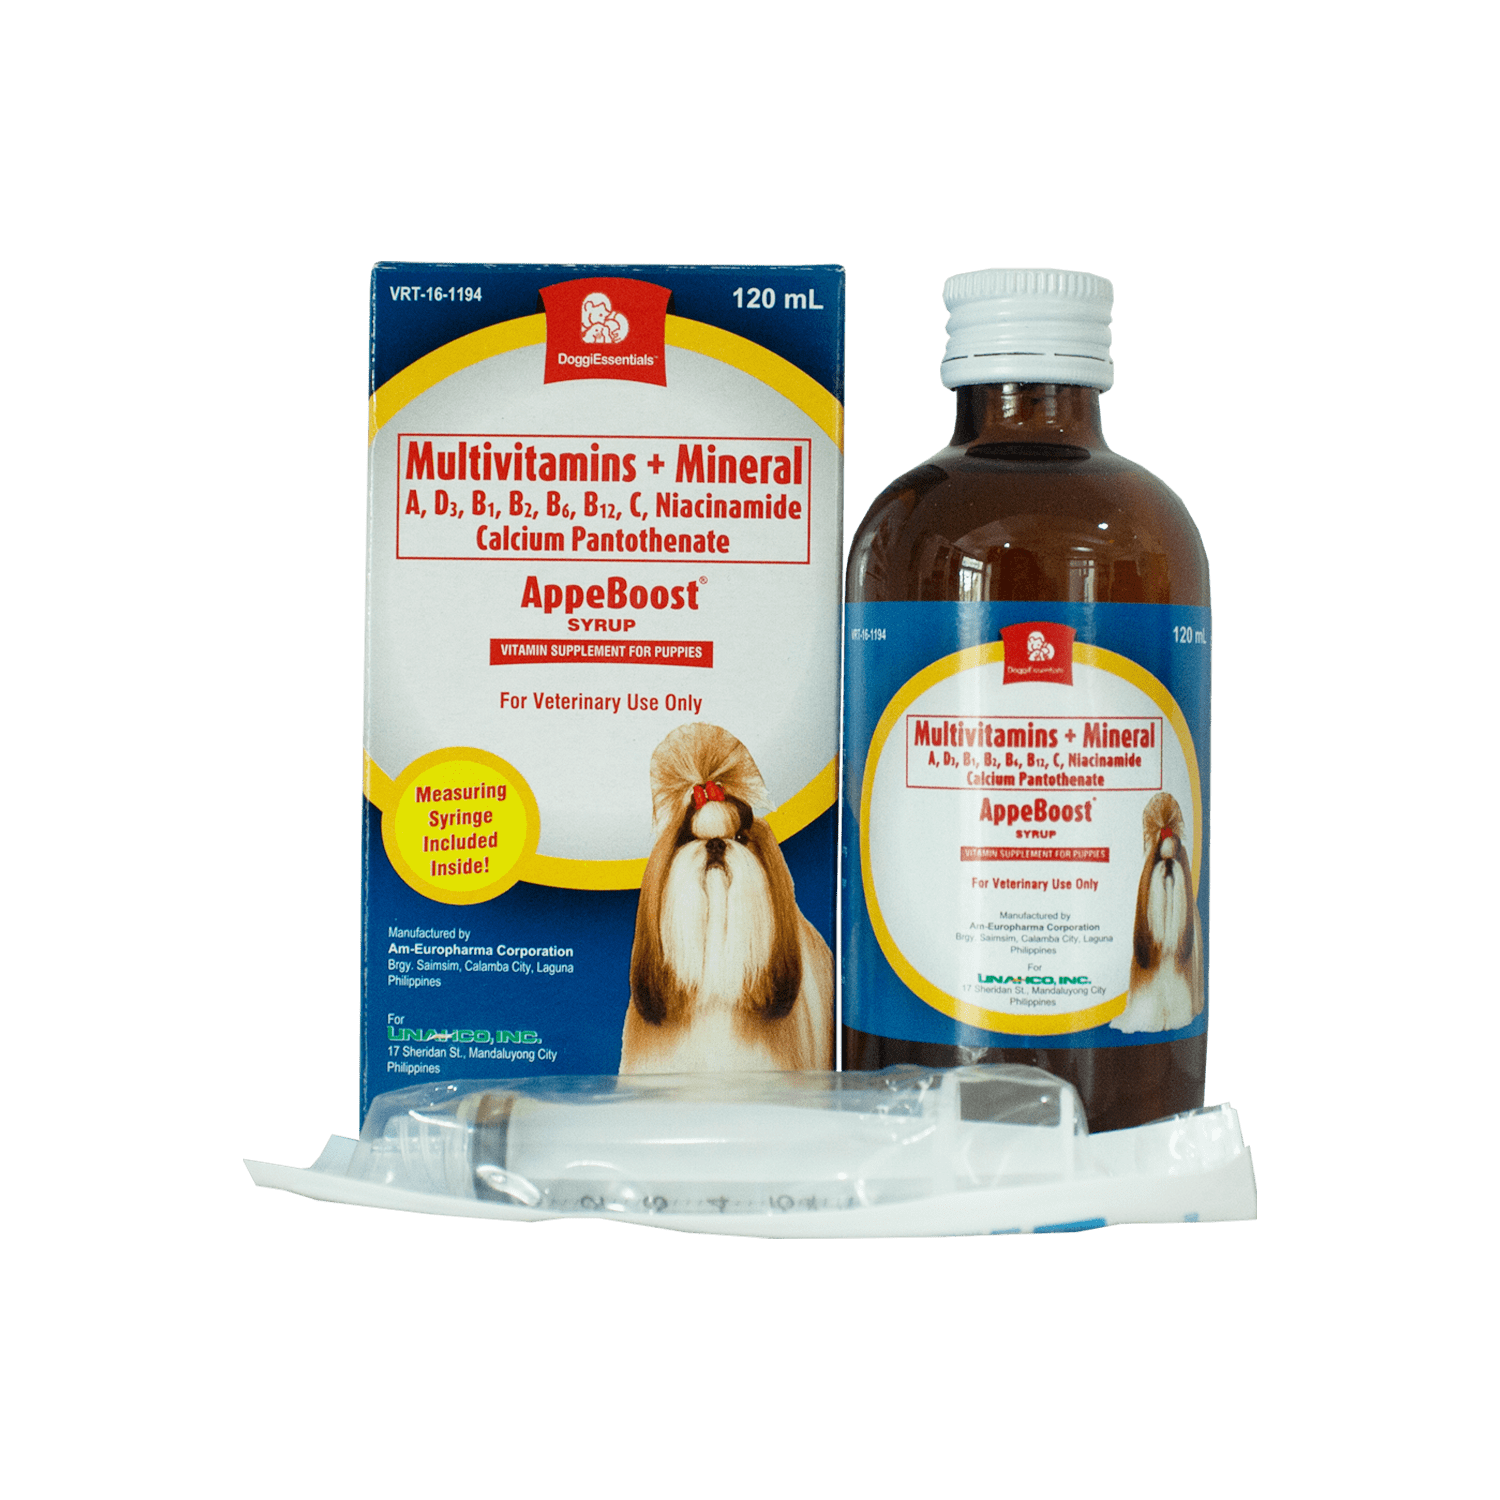 VRT-16-1194
120 mL
DoggiEssentials™
Multivitamins + Mineral
A, D3, B1, B2, B6, B12, C, Niacinamide
Calcium Pantothenate
AppeBoost®
SYRUP
VITAMIN SUPPLEMENT FOR PUPPIES
For Veterinary Use Only
Measuring
Syringe
Included
Inside!
Manufactured by
Am-Europharma Corporation
Brgy. Saimsim, Calamba City, Laguna
Philippines
For
UNAHCO, INC.
17 Sheridan St., Mandaluyong City
Philippines
VRT-16-1194
120 mL
DoggiEssentials
Multivitamins + Mineral
A, D3, B1, B2, B6, B12, C, Niacinamide
Calcium Pantothenate
AppeBoost®
SYRUP
VITAMIN SUPPLEMENT FOR PUPPIES
For Veterinary Use Only
Manufactured by
Am-Europharma Corporation
Brgy. Saimsim, Calamba City, Laguna
Philippines
For
UNAHCO, INC.
17 Sheridan St., Mandaluyong City
Philippines